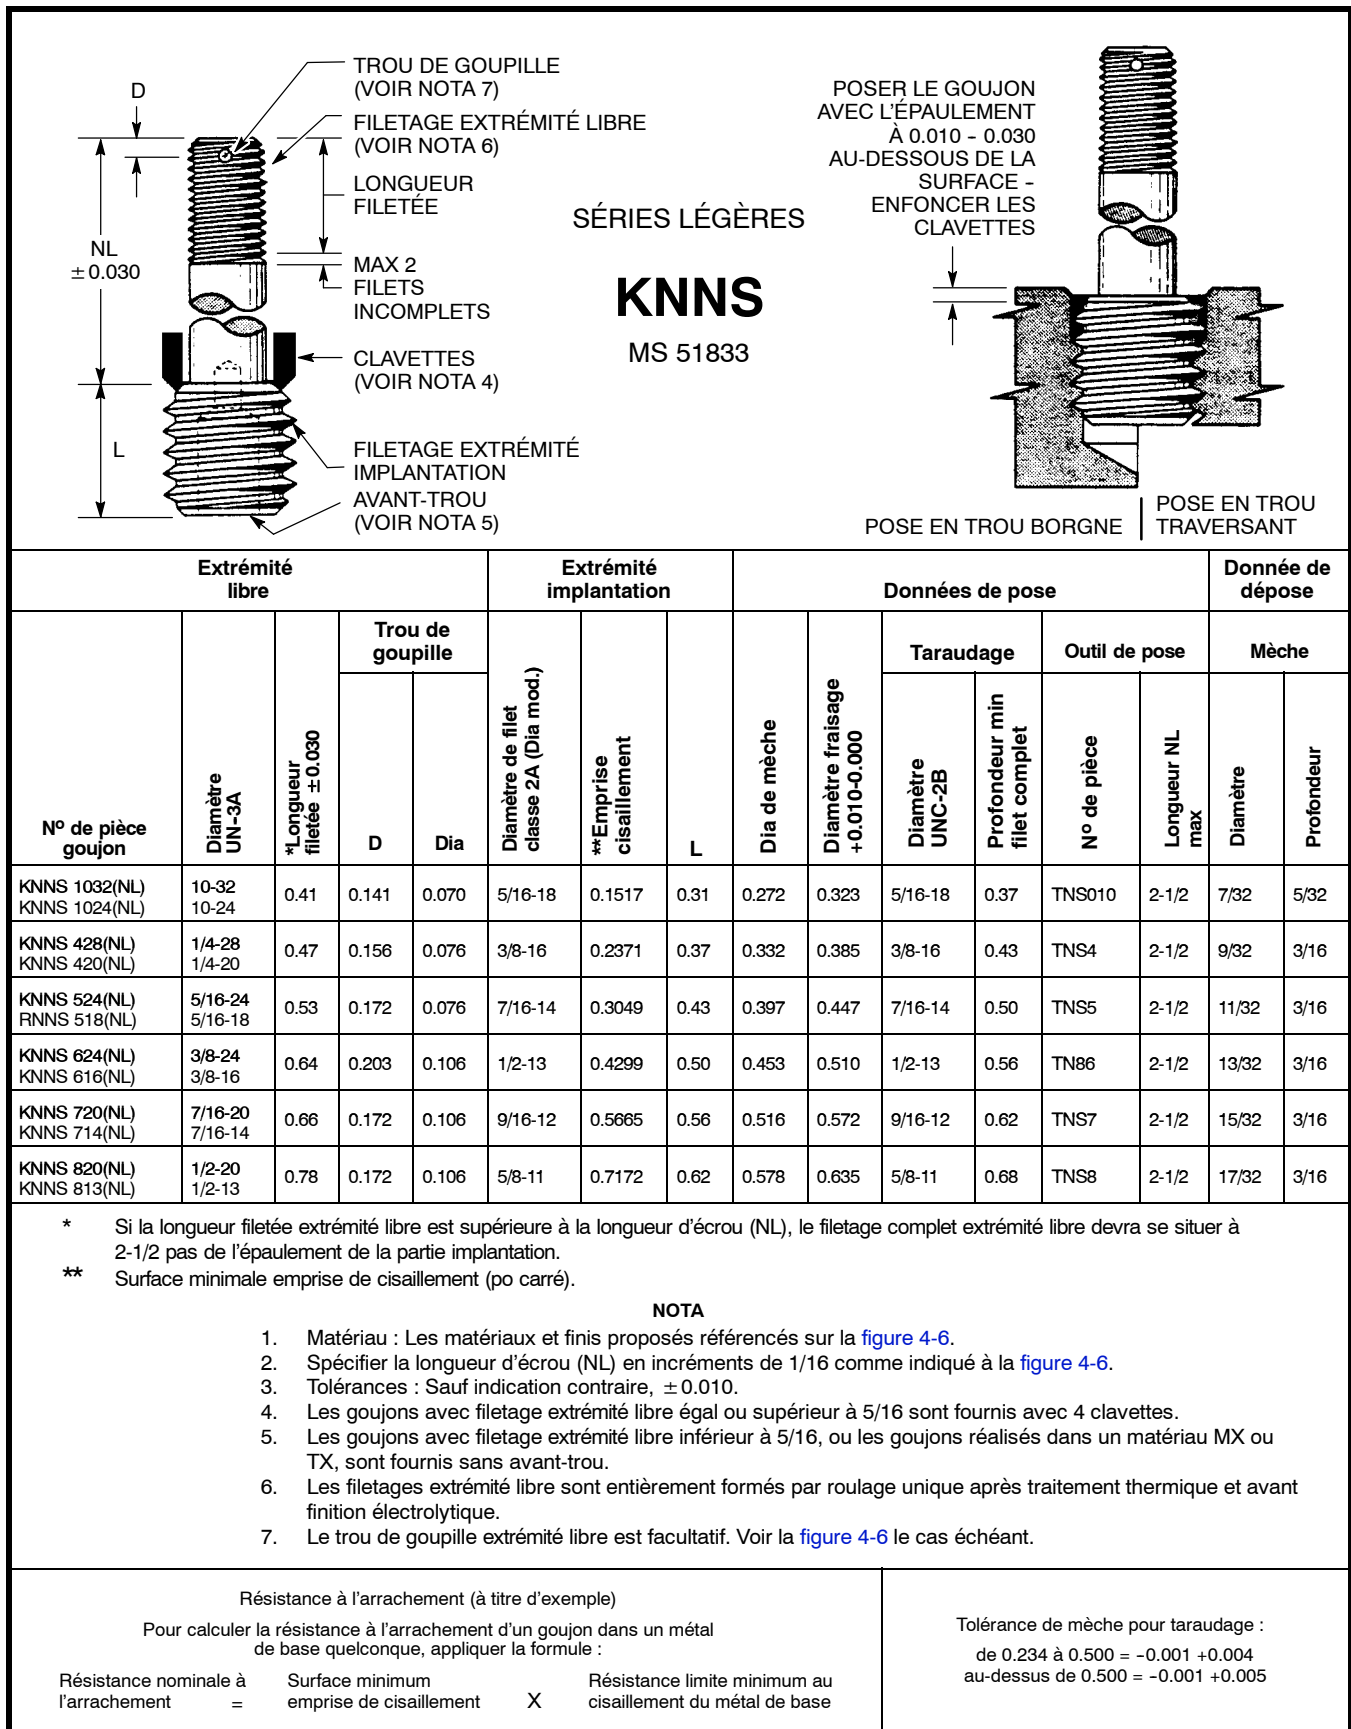 D
TROU DE GOUPILLE
(VOIR NOTA 7)
FILETAGE EXTRÉMITÉ LIBRE
(VOIR NOTA 6)
LONGUEUR
FILETÉE
NL
±0.030
MAX 2
FILETS
INCOMPLETS
CLAVETTES
(VOIR NOTA 4)
L
FILETAGE EXTRÉMITÉ
IMPLANTATION
AVANT-TROU
(VOIR NOTA 5)
SÉRIES LÉGÈRES
KNNS
MS 51833
POSER LE GOUJON
AVEC L'ÉPAULEMENT
À 0.010 - 0.030
AU-DESSOUS DE LA
SURFACE -
ENFONCER LES
CLAVETTES
POSE EN TROU BORGNE
POSE EN TROU
TRAVERSANT
Extrémité
libre
Extrémité
implantation
Données de pose
Donnée de
dépose
Trou de
goupille
Taraudage
Outil de pose
Mèche
Nº de pièce
goujon
Diamètre
UN-3A
*Longueur
filetée ±0.030
D
Dia
Diamètre de filet
classe 2A (Dia mod.)
**Emprise
cisaillement
L
Dia de mèche
Diamètre fraisage
+0.010-0.000
Diamètre
UNC-2B
Profondeur min
filet complet
Nº de pièce
Longueur NL
max
Diamètre
Profondeur
KNNS 1032(NL) 10-32
KNNS 1024(NL) 10-24
0.41 0.141 0.070 5/16-18 0.1517 0.31 0.272 0.323 5/16-18 0.37 TNS010 2-1/2 7/32 5/32
KNNS 428(NL) 1/4-28
KNNS 420(NL) 1/4-20
0.47 0.156 0.076 3/8-16 0.2371 0.37 0.332 0.385 3/8-16 0.43 TNS4 2-1/2 9/32 3/16
KNNS 524(NL) 5/16-24
RNNS 518(NL) 5/16-18
0.53 0.172 0.076 7/16-14 0.3049 0.43 0.397 0.447 7/16-14 0.50 TNS5 2-1/2 11/32 3/16
KNNS 624(NL) 3/8-24
KNNS 616(NL) 3/8-16
0.64 0.203 0.106 1/2-13 0.4299 0.50 0.453 0.510 1/2-13 0.56 TN86 2-1/2 13/32 3/16
KNNS 720(NL) 7/16-20
KNNS 714(NL) 7/16-14
0.66 0.172 0.106 9/16-12 0.5665 0.56 0.516 0.572 9/16-12 0.62 TNS7 2-1/2 15/32 3/16
KNNS 820(NL) 1/2-20
KNNS 813(NL) 1/2-13
0.78 0.172 0.106 5/8-11 0.7172 0.62 0.578 0.635 5/8-11 0.68 TNS8 2-1/2 17/32 3/16
* Si la longueur filetée extrémité libre est supérieure à la longueur d'écrou (NL), le filetage complet extrémité libre devra se situer à
2-1/2 pas de l'épaulement de la partie implantation.
** Surface minimale emprise de cisaillement (po carré).
NOTA
1. Matériau : Les matériaux et finis proposés référencés sur la figure 4-6.
2. Spécifier la longueur d'écrou (NL) en incréments de 1/16 comme indiqué à la figure 4-6.
3. Tolérances : Sauf indication contraire, ±0.010.
4. Les goujons avec filetage extrémité libre égal ou supérieur à 5/16 sont fournis avec 4 clavettes.
5. Les goujons avec filetage extrémité libre inférieur à 5/16, ou les goujons réalisés dans un matériau MX ou
TX, sont fournis sans avant-trou.
6. Les filetages extrémité libre sont entièrement formés par roulage unique après traitement thermique et avant
finition électrolytique.
7. Le trou de goupille extrémité libre est facultatif. Voir la figure 4-6 le cas échéant.
Résistance à l'arrachement (à titre d'exemple)
Pour calculer la résistance à l'arrachement d'un goujon dans un métal
de base quelconque, appliquer la formule :
Résistance nominale à Surface minimum Résistance limite minimum au
l'arrachement = emprise de cisaillement X cisaillement du métal de base
Tolérance de mèche pour taraudage :
de 0.234 à 0.500 = -0.001 +0.004
au-dessus de 0.500 = -0.001 +0.005